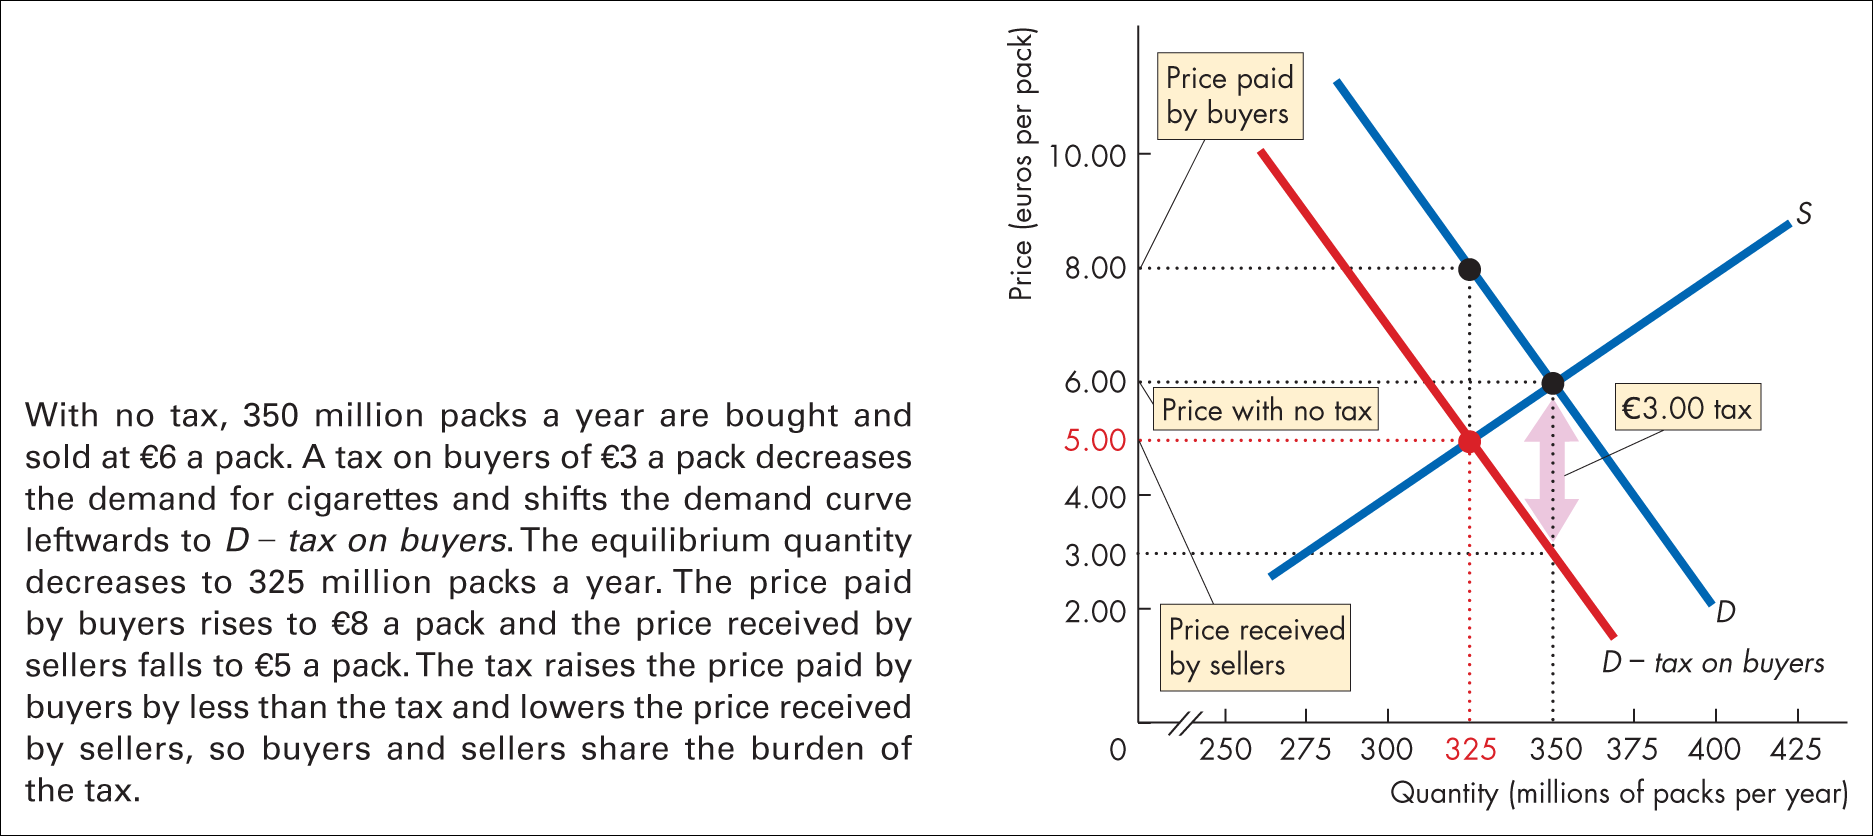 With no tax, 350 million packs a year are bought and
sold at €6 a pack. A tax on buyers of €3 a pack decreases
the demand for cigarettes and shifts the demand curve
leftwards to D – tax on buyers. The equilibrium quantity
decreases to 325 million packs a year. The price paid
by buyers rises to €8 a pack and the price received by
sellers falls to €5 a pack. The tax raises the price paid by
buyers by less than the tax and lowers the price received
by sellers, so buyers and sellers share the burden of
the tax.
Price (euros per pack)
Price paid
by buyers
10.00
S
8.00
6.00
Price with no tax
€3.00 tax
5.00
4.00
3.00
2.00
D
Price received
by sellers
D – tax on buyers
0 250 275 300 325 350 375 400 425
Quantity (millions of packs per year)